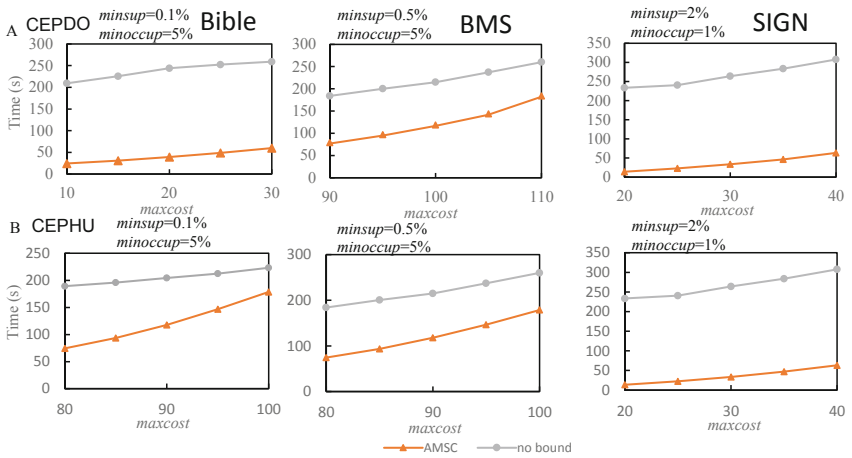 A CEPDO minsup=0.1% Bible minsup=0.5% BMS minsup=2% SIGN
minoccup=5% minoccup=5% minoccup=1%
Time (s)
300
250
200
150
100
50
0
10 20 30
maxcost
300
250
200
150
100
50
0
90 100 110
maxcost
350
300
250
200
150
100
50
0
20 30 40
maxcost
B CEPHU minsup=0.1% minsup=0.5% minsup=2%
minoccup=5% minoccup=5% minoccup=1%
Time (s)
250
200
150
100
50
0
80 90 100
maxcost
300
200
100
0
80 90 100
maxcost
350
300
250
200
150
100
50
0
20 30 40
maxcost
AMSC no bound